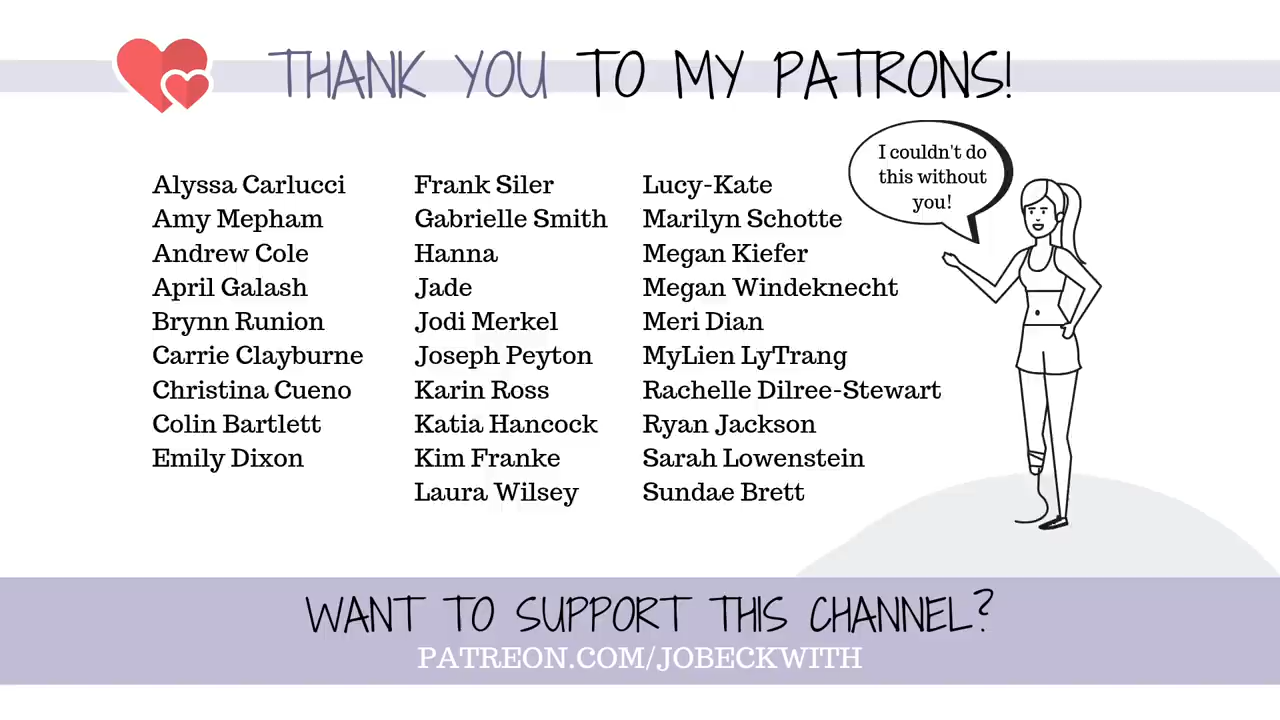 THANK YOU TO MY PATRONS!
I couldn't do
this without
you!
Alyssa Carlucci
Amy Mepham
Andrew Cole
April Galash
Brynn Runion
Carrie Clayburne
Christina Cueno
Colin Bartlett
Emily Dixon
Frank Siler
Gabrielle Smith
Hanna
Jade
Jodi Merkel
Joseph Peyton
Karin Ross
Katia Hancock
Kim Franke
Laura Wilsey
Lucy-Kate
Marilyn Schotte
Megan Kiefer
Megan Windeknecht
Meri Dian
MyLien LyTrang
Rachelle Dilree-Stewart
Ryan Jackson
Sarah Lowenstein
Sundae Brett
WANT TO SUPPORT THIS CHANNEL?
PATREON.COM/JOBECKWITH